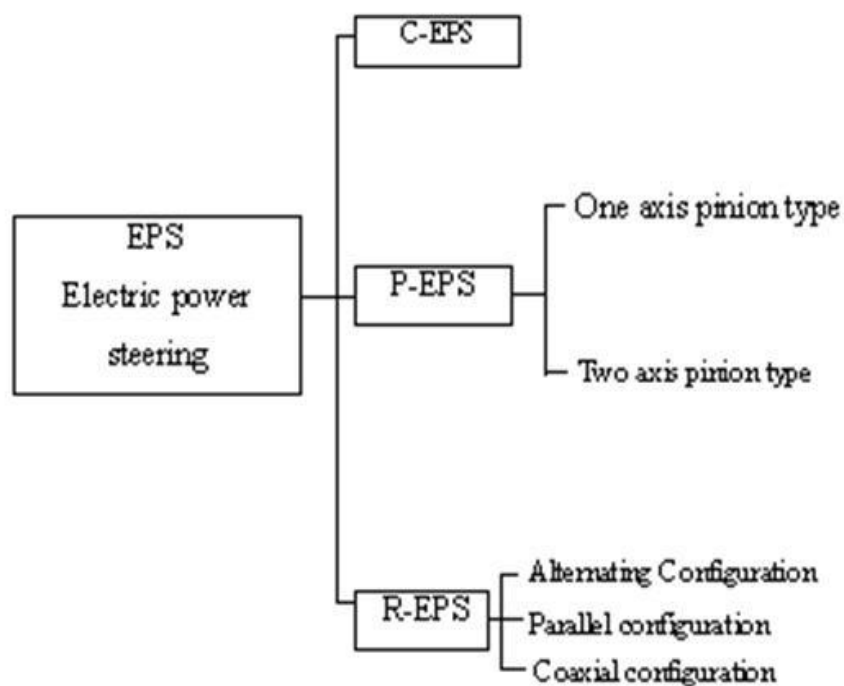 C-EPS
EPS
Electric power
steering
P-EPS
One axis pinion type
Two axis pinion type
R-EPS
Alternating Configuration
Parallel configuration
Coaxial configuration